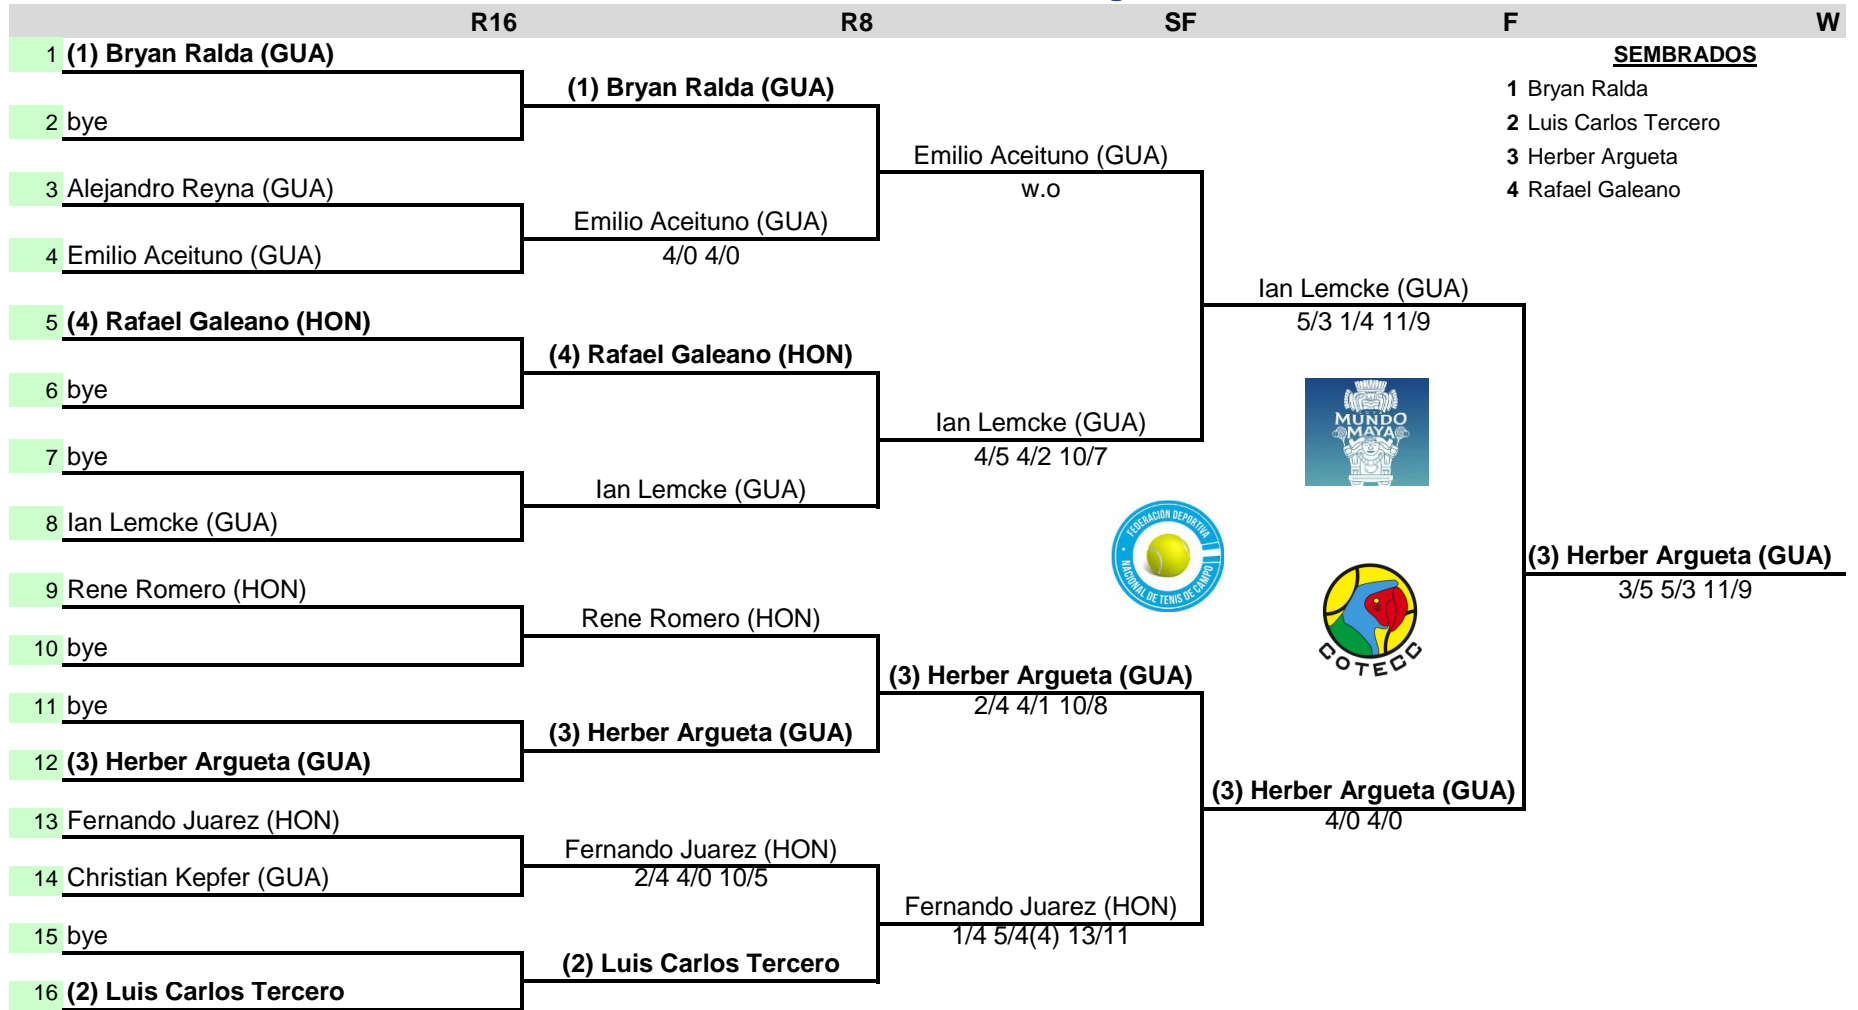 R16 R8 SF F W
1 (1) Bryan Ralda (GUA)
2 bye
3 Alejandro Reyna (GUA)
4 Emilio Aceituno (GUA)
5 (4) Rafael Galeano (HON)
6 bye
7 bye
8 Ian Lemcke (GUA)
9 Rene Romero (HON)
10 bye
11 bye
12 (3) Herber Argueta (GUA)
13 Fernando Juarez (HON)
14 Christian Kepfer (GUA)
15 bye
16 (2) Luis Carlos Tercero
(1) Bryan Ralda (GUA)
Emilio Aceituno (GUA)
4/0 4/0
(4) Rafael Galeano (HON)
Ian Lemcke (GUA)
Rene Romero (HON)
(3) Herber Argueta (GUA)
Fernando Juarez (HON)
2/4 4/0 10/5
(2) Luis Carlos Tercero
Emilio Aceituno (GUA)
w.o
Ian Lemcke (GUA)
4/5 4/2 10/7
(3) Herber Argueta (GUA)
2/4 4/1 10/8
Fernando Juarez (HON)
1/4 5/4(4) 13/11
Ian Lemcke (GUA)
5/3 1/4 11/9
(3) Herber Argueta (GUA)
4/0 4/0
(3) Herber Argueta (GUA)
3/5 5/3 11/9
SEMBRADOS
1 Bryan Ralda
2 Luis Carlos Tercero
3 Herber Argueta
4 Rafael Galeano
MUNDO
MAYA
FEDERACIÓN DEPORTIVA
NACIONAL DE TENIS DE CAMPO
COTECC